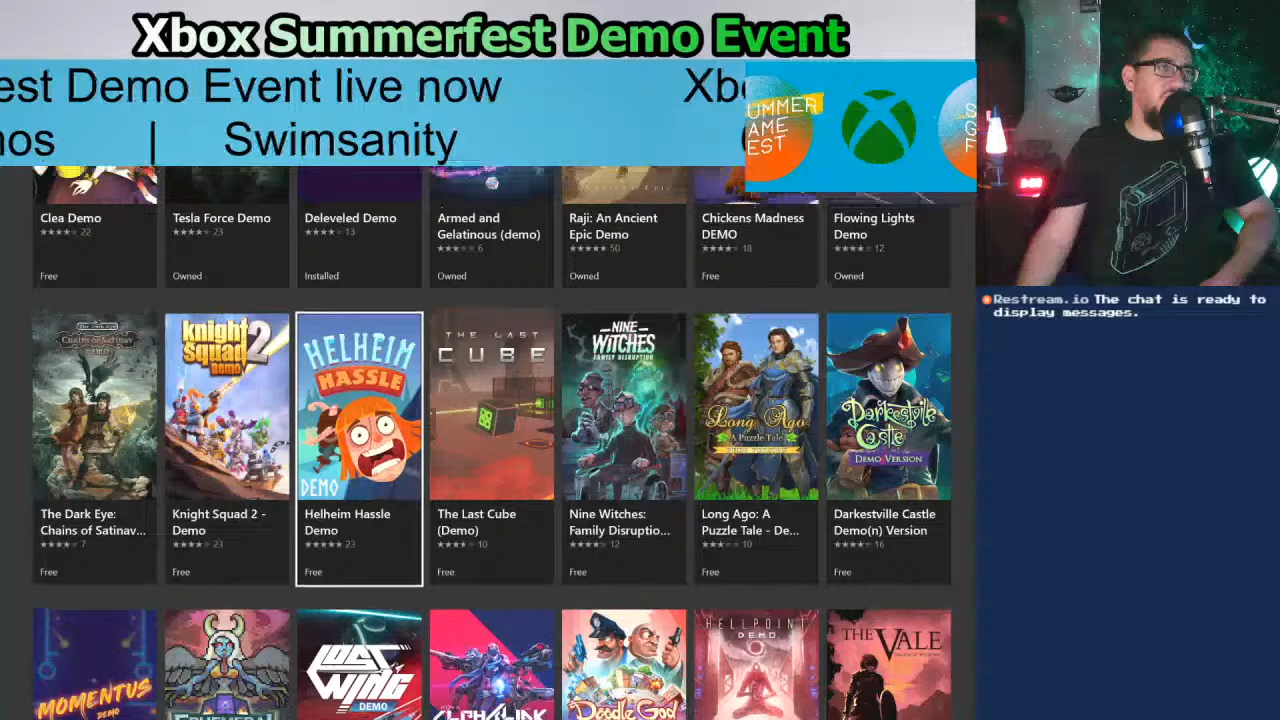 Xbox Summerfest Demo Event
est Demo Event live now Xbo
nos | Swimsanity
UMMER
AME
EST
S
G
F
Restream.io The chat is ready to
display messages.
Clea Demo
22
Free
Tesla Force Demo
23
Owned
Deleveled Demo
13
Installed
Armed and
Gelatinous (demo)
6
Owned
Raji: An Ancient
Epic Demo
50
Owned
Chickens Madness
DEMO
18
Free
Flowing Lights
Demo
12
Owned
The Dark Eye
Chains of Satinav
DEMO
The Dark Eye:
Chains of Satinav...
7
Free
knight
squad 2
DEMO
Knight Squad 2 -
Demo
23
Free
HELHEIM
HASSLE
DEMO
Helheim Hassle
Demo
23
Free
THE LAST
CUBE
The Last Cube
(Demo)
10
Free
NINE
WITCHES
FAMILY DISRUPTION
Nine Witches:
Family Disruptio...
12
Free
Long Ago
A Puzzle Tale
Long Ago: A
Puzzle Tale - De...
10
Free
Darkestville
Castle
DEMO VERSION
Darkestville Castle
Demo(n) Version
16
Free
MOMENTUS
DEMO
EPHEMERAL
LOST
WING
DEMO
Doodle God
HELLPOINT
DEMO
THE VALE